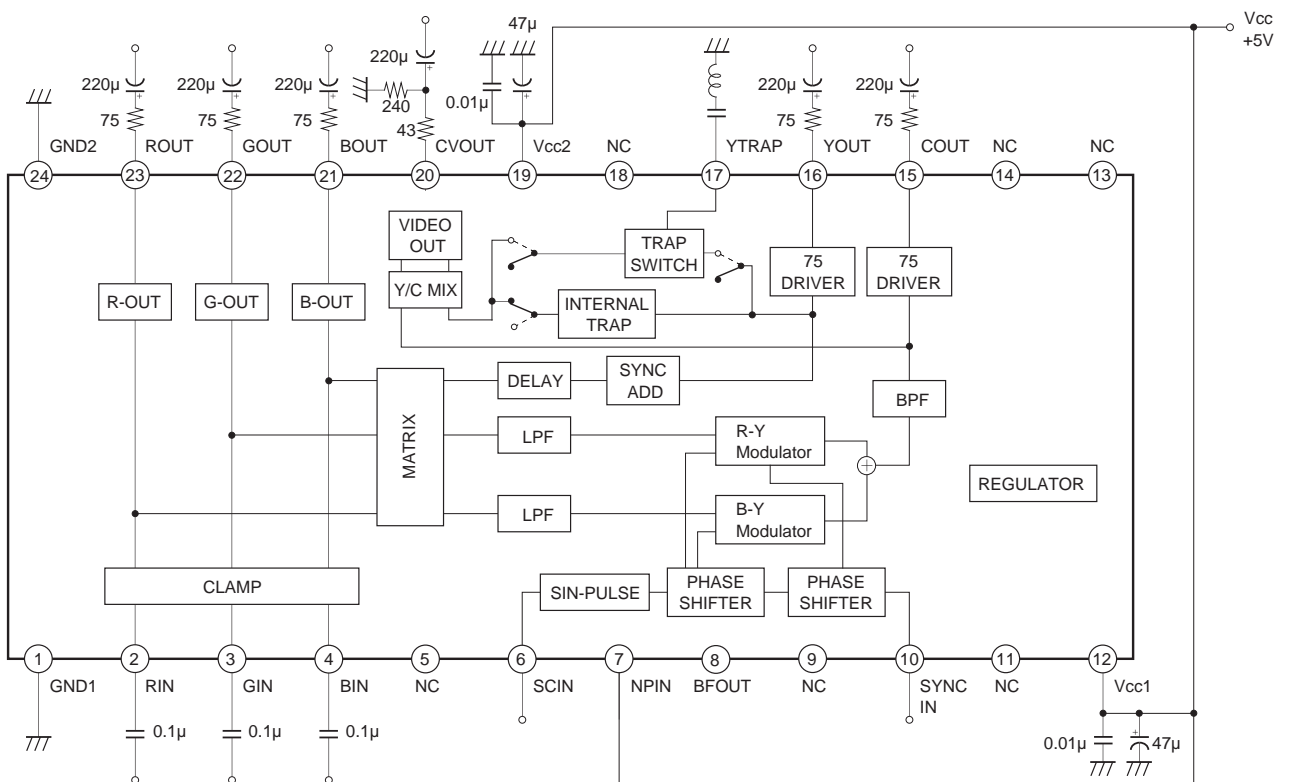 47µ
Vcc
+5V
220µ
220µ
220µ
220µ
0.01µ
220µ
220µ
240
75
75
75
43
75
75
GND2
ROUT
GOUT
BOUT
CVOUT
Vcc2
NC
YTRAP
YOUT
COUT
NC
NC
24
23
22
21
20
19
18
17
16
15
14
13
VIDEO
OUT
TRAP
SWITCH
75
DRIVER
75
DRIVER
R-OUT
G-OUT
B-OUT
Y/C MIX
INTERNAL
TRAP
MATRIX
DELAY
SYNC
ADD
BPF
LPF
R-Y
Modulator
REGULATOR
LPF
B-Y
Modulator
CLAMP
SIN-PULSE
PHASE
SHIFTER
PHASE
SHIFTER
1
2
3
4
5
6
7
8
9
10
11
12
GND1
RIN
GIN
BIN
NC
SCIN
NPIN
BFOUT
NC
SYNC
IN
NC
Vcc1
0.1µ
0.1µ
0.1µ
0.01µ
47µ